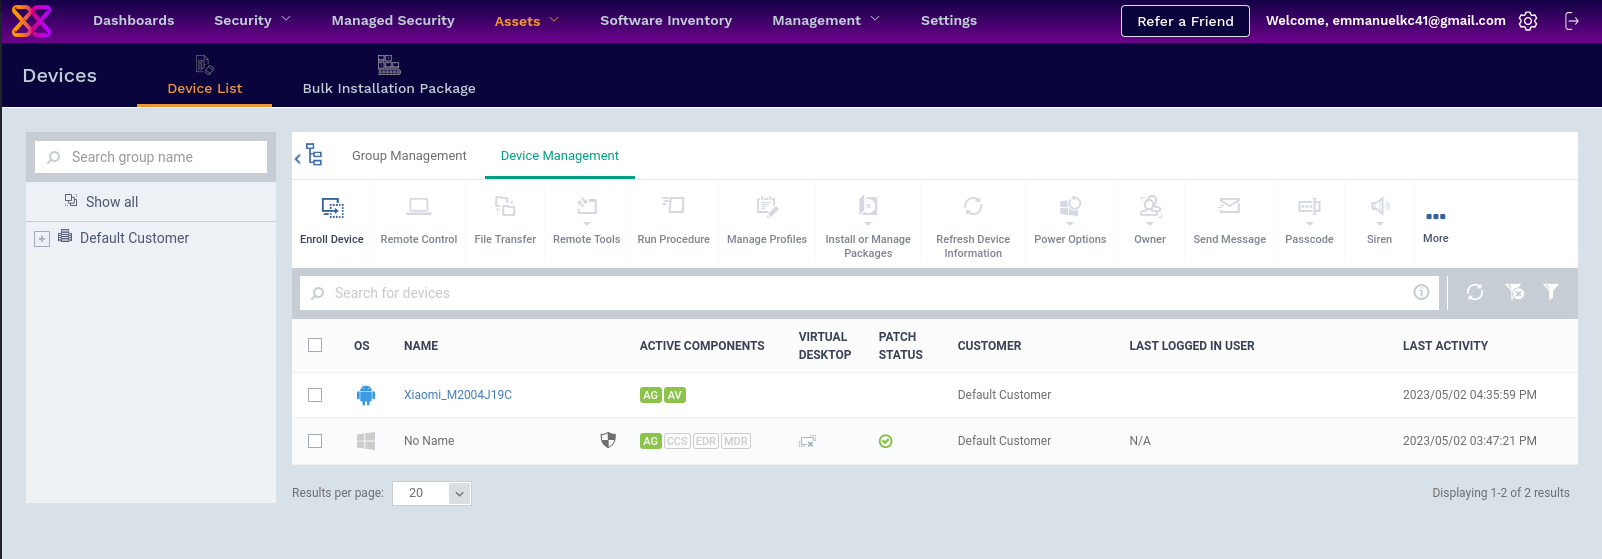 Dashboards Security Managed Security Assets Software Inventory Management Settings Refer a Friend Welcome, emmanuelkc41@gmail.com
Devices
Device List Bulk Installation Package
Search group name
Show all
Default Customer
Group Management Device Management
Enroll Device Remote Control File Transfer Remote Tools Run Procedure Manage Profiles Install or Manage Packages Refresh Device Information Power Options Owner Send Message Passcode Siren More
Search for devices
OS NAME ACTIVE COMPONENTS VIRTUAL DESKTOP PATCH STATUS CUSTOMER LAST LOGGED IN USER LAST ACTIVITY
Xiaomi_M2004J19C AG AV Default Customer 2023/05/02 04:35:59 PM
No Name AG CCS EDR MDR Default Customer N/A 2023/05/02 03:47:21 PM
Results per page: 20 Displaying 1-2 of 2 results